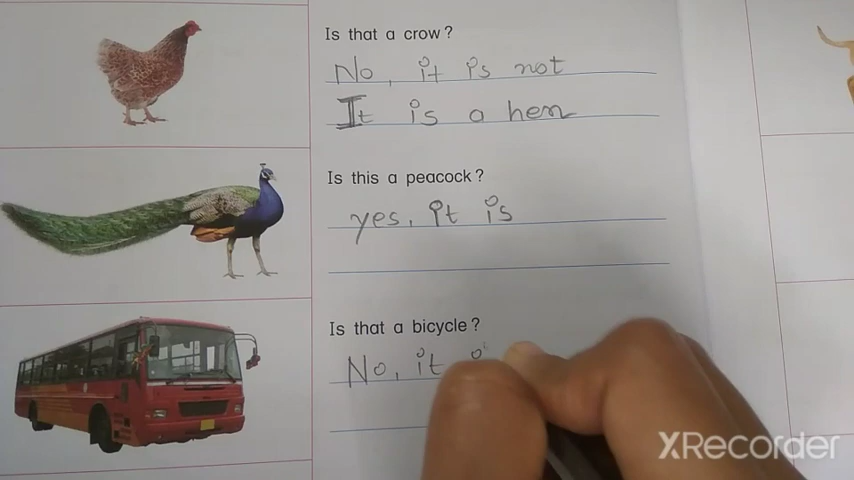 Is that a crow?
No, it is not
It is a hen
Is this a peacock?
yes, it is
Is that a bicycle?
No, it
XRecorder